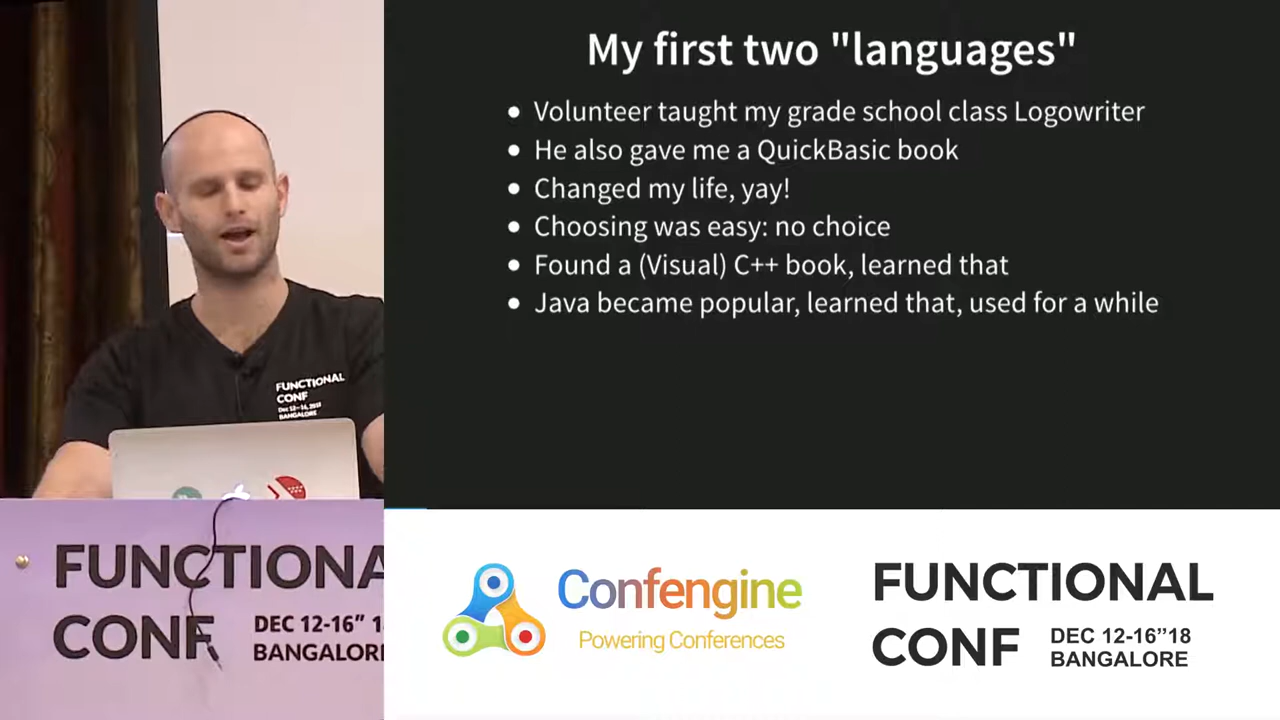 My first two "languages"
• Volunteer taught my grade school class Logowriter
• He also gave me a QuickBasic book
• Changed my life, yay!
• Choosing was easy: no choice
• Found a (Visual) C++ book, learned that
• Java became popular, learned that, used for a while
FUNCTIONAL
CONF
Dec 12-16, 2018
BANGALORE
FUNCTIONA
CONF
DEC 12-16" 1
BANGALOR
Confengine
Powering Conferences
FUNCTIONAL
CONF
DEC 12-16"18
BANGALORE